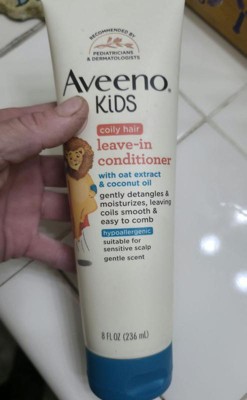 RECOMMENDED BY
PEDIATRICIANS
& DERMATOLOGISTS
Aveeno®
KiDS
coily hair
leave-in
conditioner
with oat extract
& coconut oil
gently detangles &
moisturizes, leaving
coils smooth &
easy to comb
hypoallergenic
suitable for
sensitive scalp
gentle scent
8 FL OZ (236 mL)